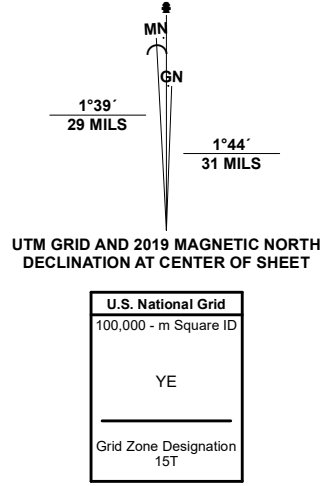 MN
GN
1°39´
29 MILS
1°44´
31 MILS
UTM GRID AND 2019 MAGNETIC NORTH
DECLINATION AT CENTER OF SHEET
U.S. National Grid
100,000 - m Square ID
YE
Grid Zone Designation
15T